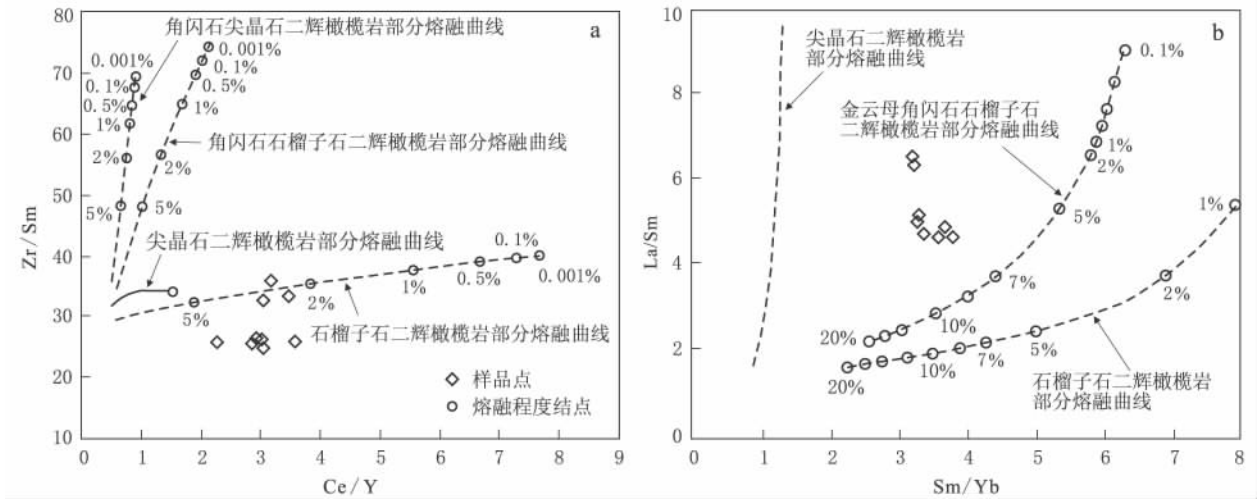 a
角闪石尖晶石二辉橄榄岩部分熔融曲线
0.001%
0.1%
0.5%
1%
2%
5%
0.001%
0.1%
0.5%
1%
角闪石石榴子石二辉橄榄岩部分熔融曲线
2%
5%
尖晶石二辉橄榄岩部分熔融曲线
0.1%
0.001%
0.5%
1%
2%
5%
石榴子石二辉橄榄岩部分熔融曲线
样品点
熔融程度结点
80
70
60
50
40
30
20
10
Zr/Sm
0 1 2 3 4 5 6 7 8 9
Ce/Y
b
尖晶石二辉橄榄岩
部分熔融曲线
0.1%
金云母角闪石石榴子石
二辉橄榄岩部分熔融曲线
1%
2%
5%
7%
10%
20%
1%
2%
5%
7%
10%
20%
石榴子石二辉橄榄岩
部分熔融曲线
10
8
6
4
2
0
La/Sm
0 1 2 3 4 5 6 7 8
Sm/Yb